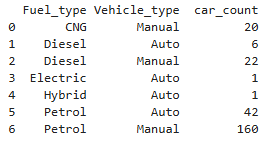 Fuel_type Vehicle_type car_count
0 CNG Manual 20
1 Diesel Auto 6
2 Diesel Manual 22
3 Electric Auto 1
4 Hybrid Auto 1
5 Petrol Auto 42
6 Petrol Manual 160